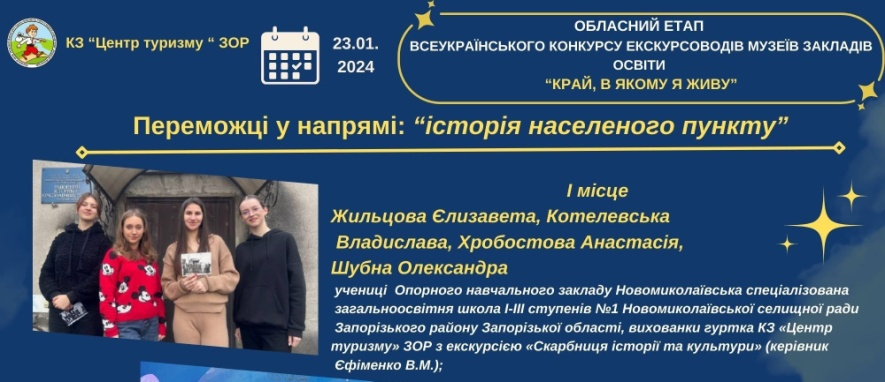 КЗ “Центр туризму “ ЗОР
23.01.
2024
ОБЛАСНИЙ ЕТАП
ВСЕУКРАЇНСЬКОГО КОНКУРСУ ЕКСКУРСОВОДІВ МУЗЕЇВ ЗАКЛАДІВ
ОСВІТИ
“КРАЙ, В ЯКОМУ Я ЖИВУ”
Переможці у напрямі: “історія населеного пункту”
І місце
Жильцова Єлизавета, Котелевська
Владислава, Хробостова Анастасія,
Шубна Олександра
учениці Опорного навчального закладу Новомиколаївська спеціалізована
загальноосвітня школа І-ІІІ ступенів №1 Новомиколаївської селищної ради
Запорізького району Запорізької області, вихованки гуртка КЗ «Центр
туризму» ЗОР з екскурсією «Скарбниця історії та культури» (керівник
Єфіменко В.М.);